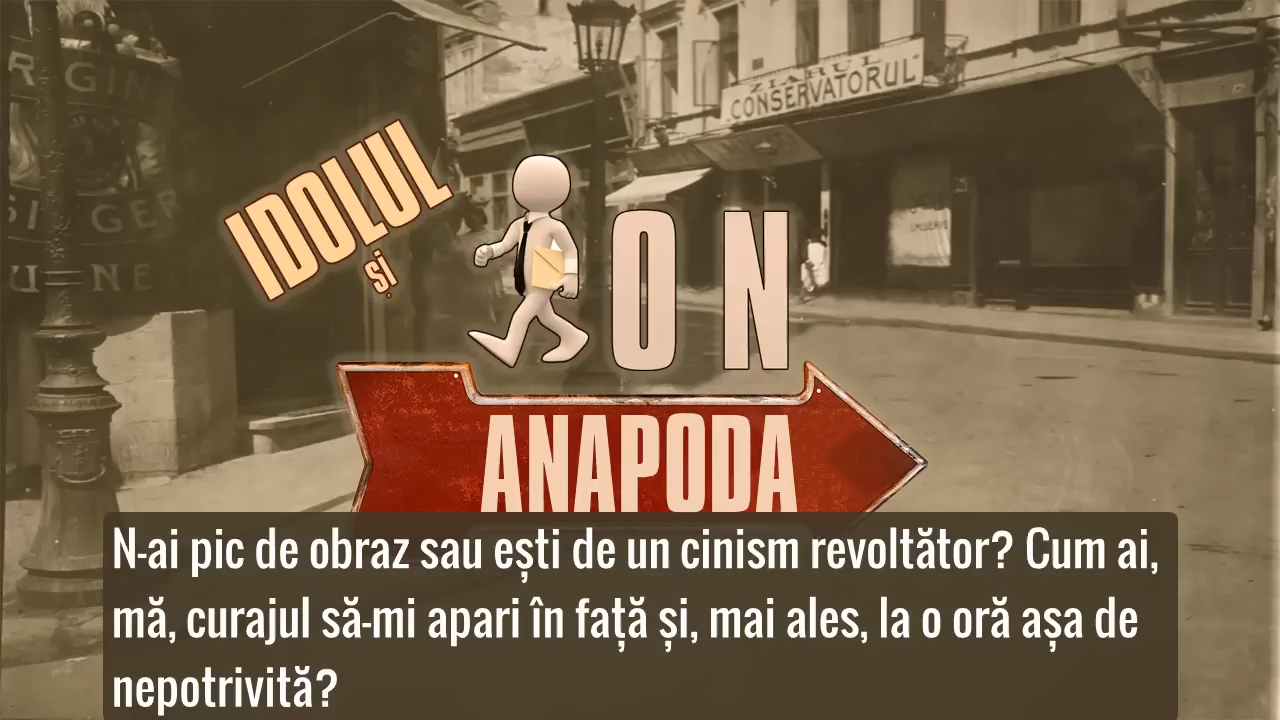 ZIARUL
CONSERVATORUL
IDOLUL
și
ON
ANAPODA
N-ai pic de obraz sau ești de un cinism revoltător? Cum ai,
mă, curajul să-mi apari în față și, mai ales, la o oră așa de
nepotrivită?